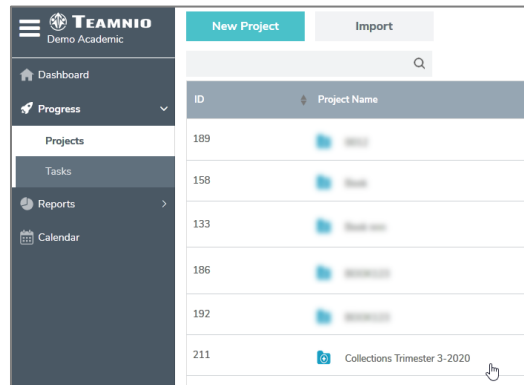 TEAMNIO
Demo Academic
New Project
Import
Dashboard
Progress
Projects
Tasks
Reports
Calendar
ID
Project Name
189
158
133
186
192
211
Collections Trimester 3-2020